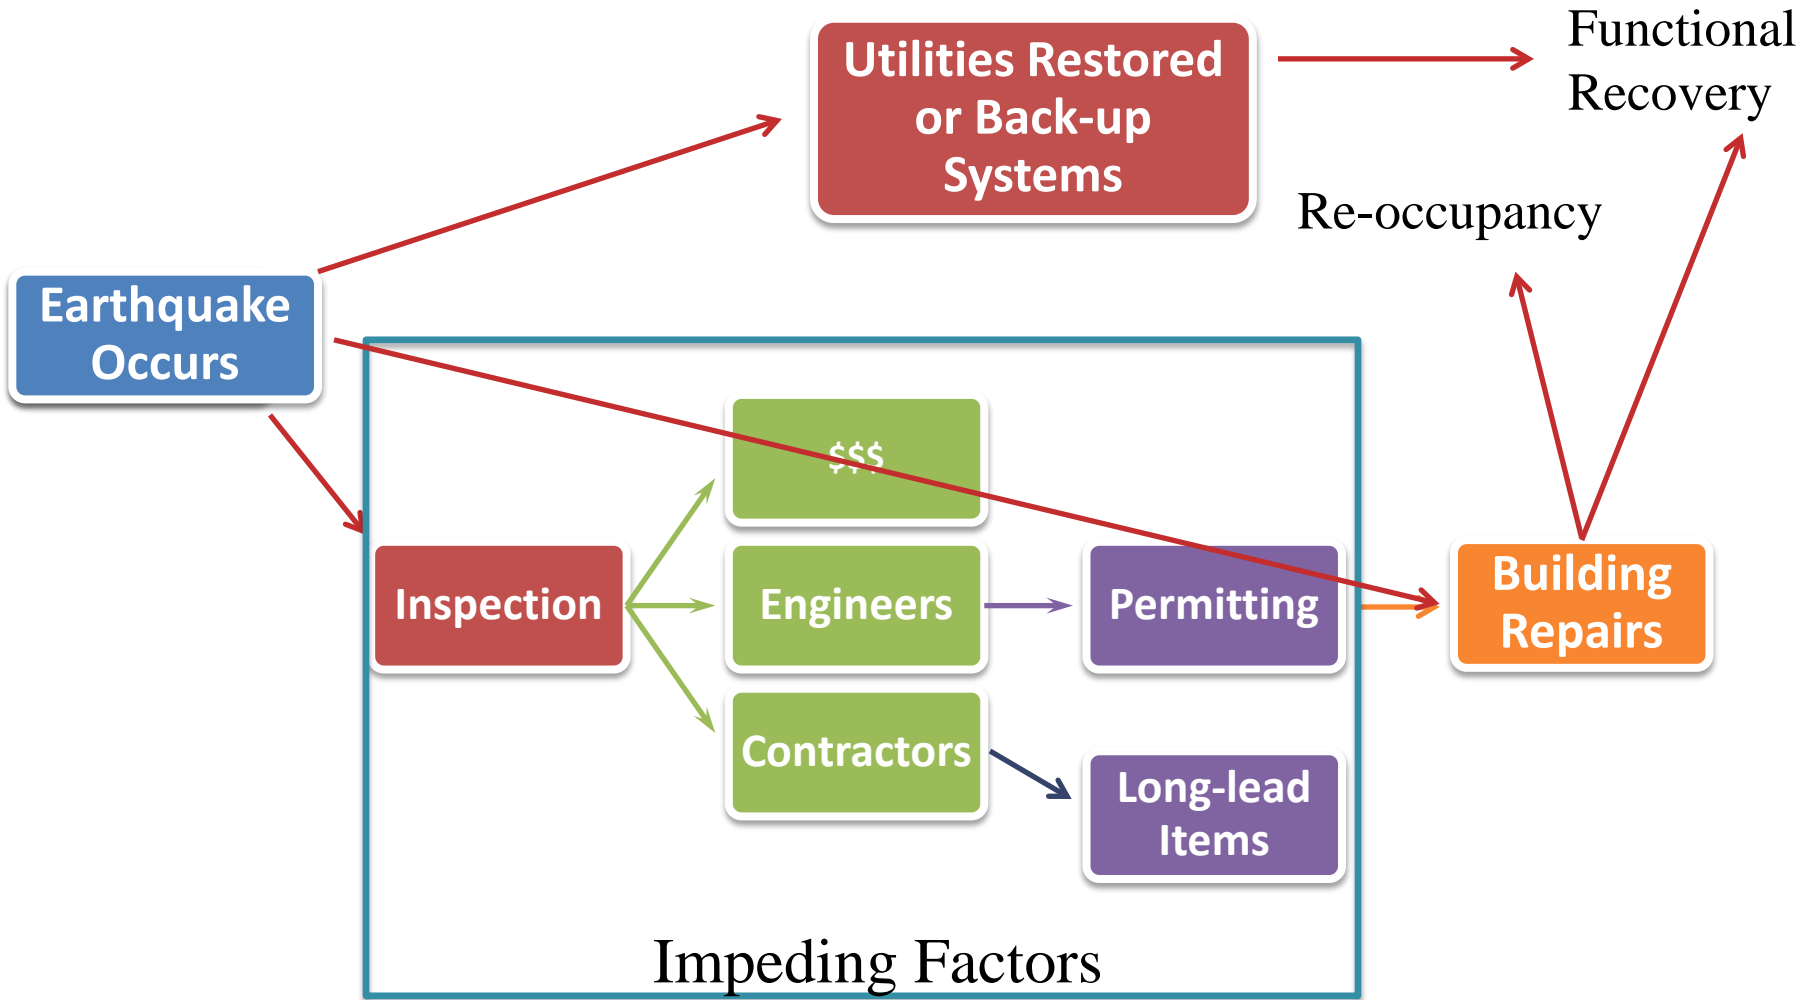 Utilities Restored
or Back-up
Systems
Functional
Recovery
Re-occupancy
Earthquake
Occurs
$$$
Inspection
Engineers
Permitting
Building
Repairs
Contractors
Long-lead
Items
Impeding Factors